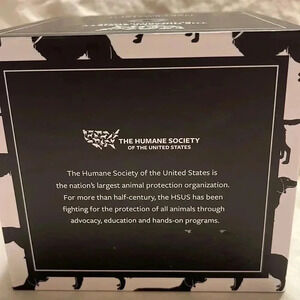 THE HUMANE SOCIETY
OF THE UNITED STATES
The Humane Society of the United States is
the nation's largest animal protection organization.
For more than half-century, the HSUS has been
fighting for the protection of all animals through
advocacy, education and hands-on programs.